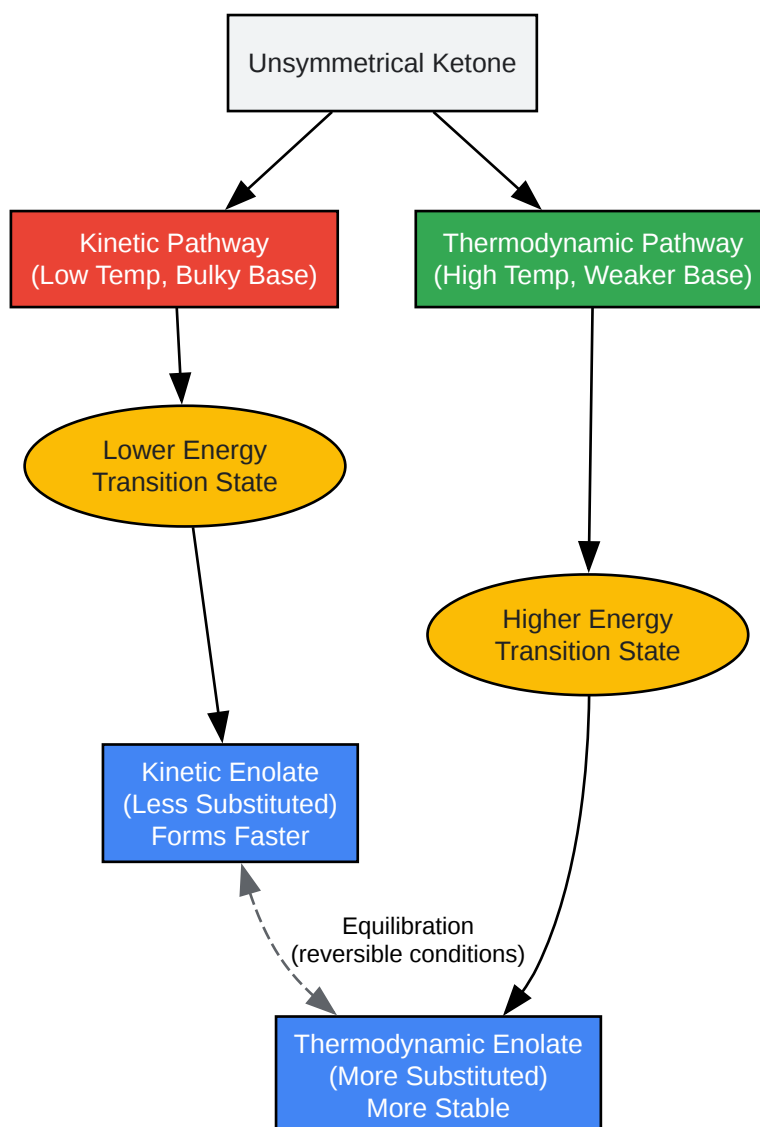 Unsymmetrical Ketone
Kinetic Pathway
(Low Temp, Bulky Base)
Thermodynamic Pathway
(High Temp, Weaker Base)
Lower Energy
Transition State
Higher Energy
Transition State
Kinetic Enolate
(Less Substituted)
Forms Faster
Equilibration
(reversible conditions)
Thermodynamic Enolate
(More Substituted)
More Stable